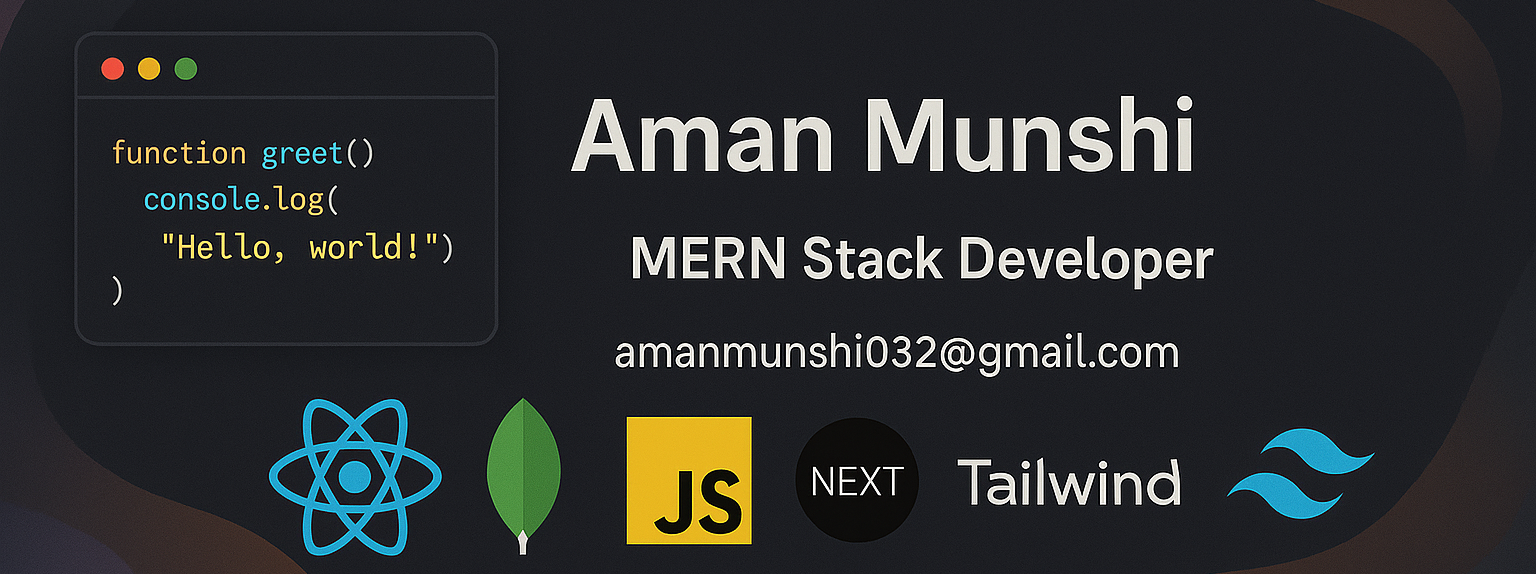 function greet()
console.log(
"Hello, world!")
)
Aman Munshi
MERN Stack Developer
amanmunshi032@gmail.com
JS
NEXT
Tailwind